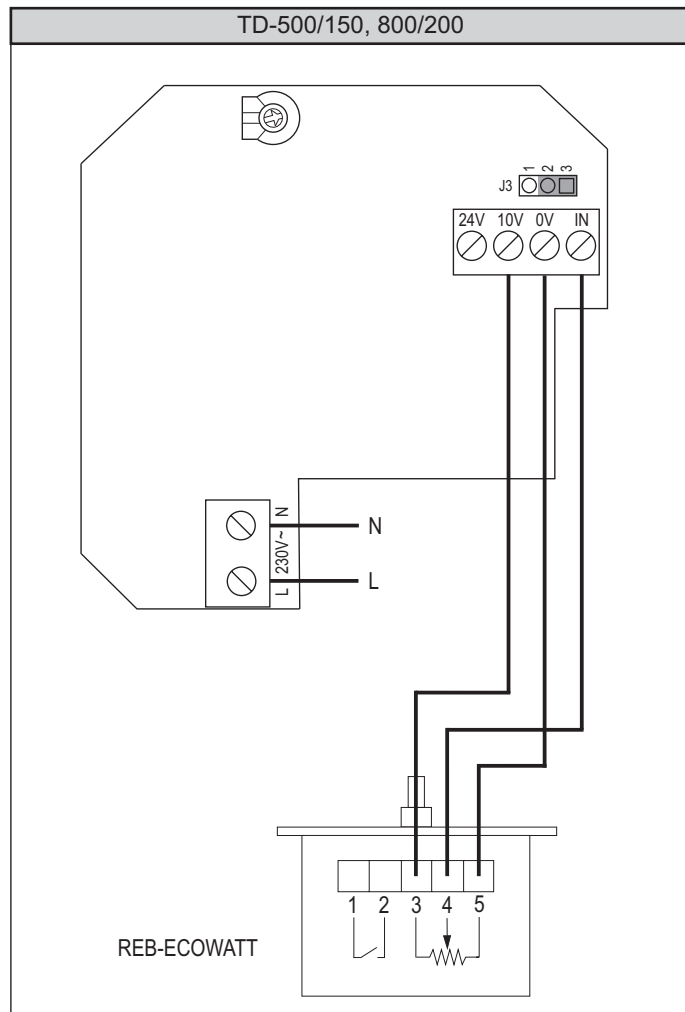 TD-500/150, 800/200
1 2 3
J3
24V 10V 0V IN
N
N
230V~
L
L
1 2 3 4 5
REB-ECOWATT